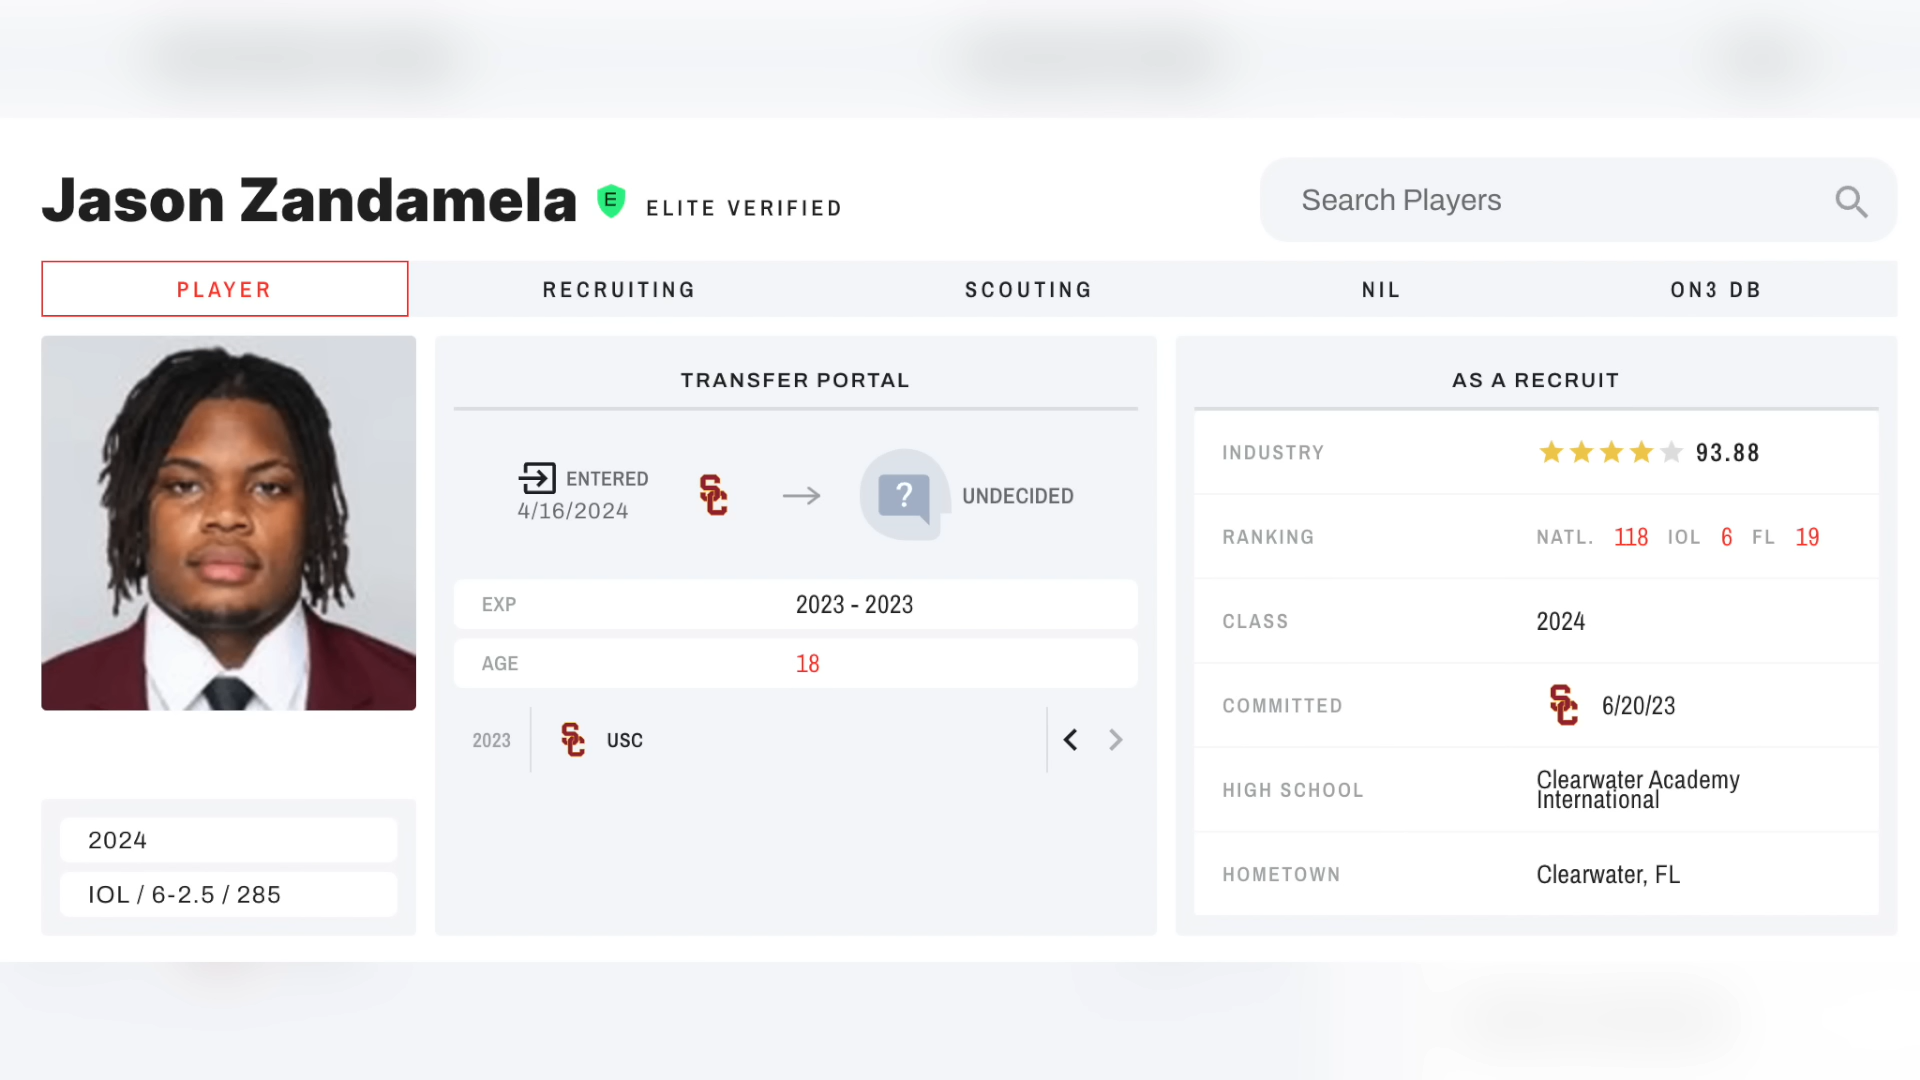 Jason Zandamela E ELITE VERIFIED
Search Players
PLAYER RECRUITING SCOUTING NIL ON3 DB
2024
IOL / 6-2.5 / 285
TRANSFER PORTAL
ENTERED
4/16/2024
SC
?
UNDECIDED
EXP 2023 - 2023
AGE 18
2023 SC USC
AS A RECRUIT
INDUSTRY 93.88
RANKING NATL. 118 IOL 6 FL 19
CLASS 2024
COMMITTED SC 6/20/23
HIGH SCHOOL Clearwater Academy
International
HOMETOWN Clearwater, FL